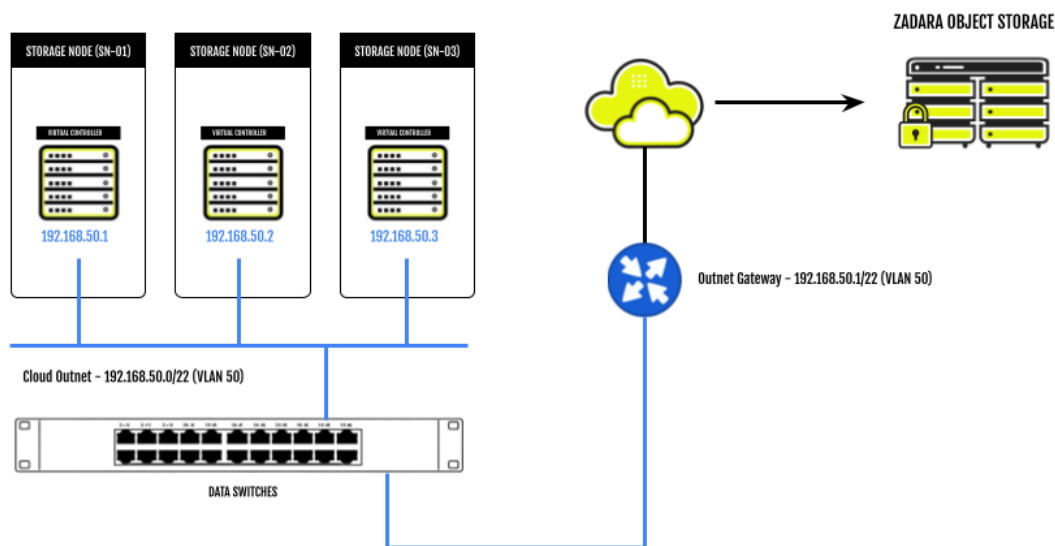 ZADARA OBJECT STORAGE
STORAGE NODE (SN-01)
STORAGE NODE (SN-02)
STORAGE NODE (SN-03)
VIRTUAL CONTROLLER
VIRTUAL CONTROLLER
VIRTUAL CONTROLLER
192.168.50.1
192.168.50.2
192.168.50.3
Outnet Gateway - 192.168.50.1/22 (VLAN 50)
Cloud Outnet - 192.168.50.0/22 (VLAN 50)
DATA SWITCHES